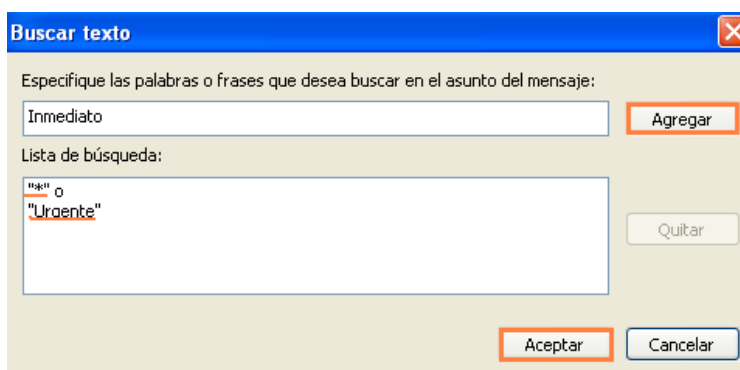 Buscar texto
Especifique las palabras o frases que desea buscar en el asunto del mensaje:
Inmediato
Agregar
Lista de búsqueda:
"*" o
"Urgente"
Quitar
Aceptar
Cancelar